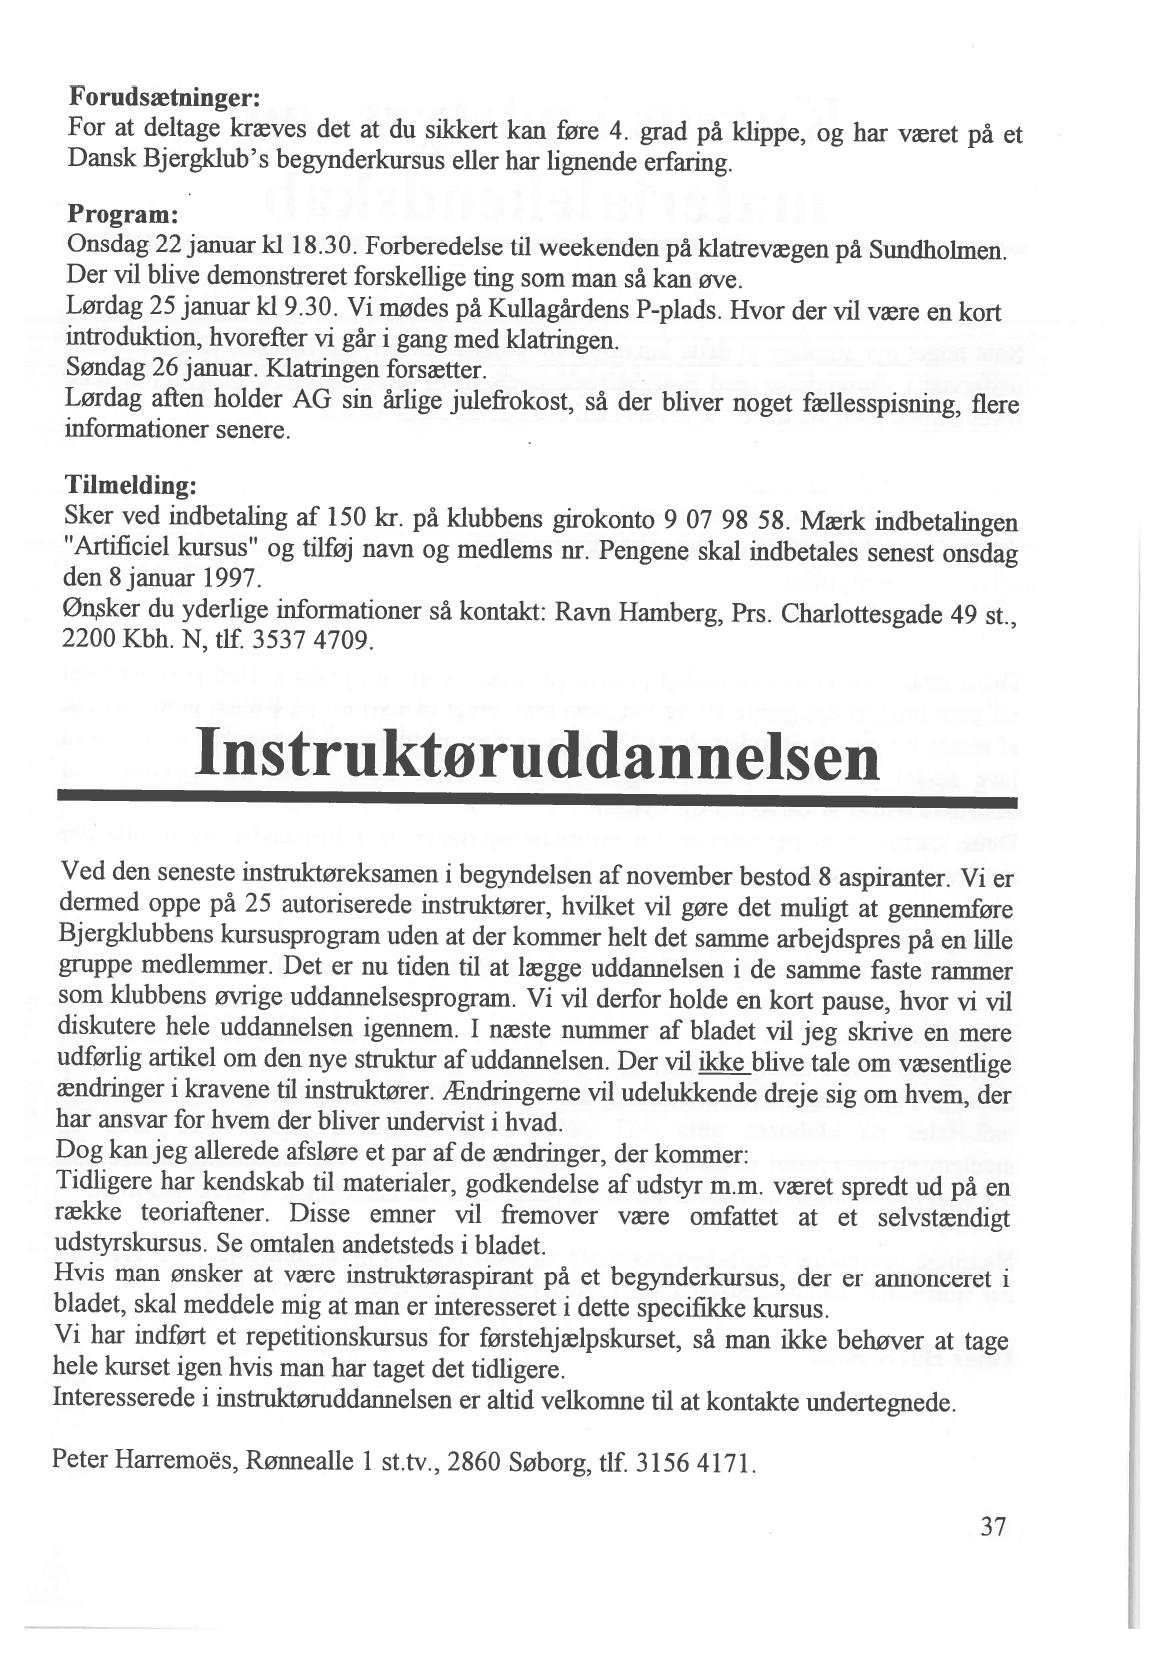 Forudsætninger:
For at deltage kræves det at du sikkert kan føre 4. grad på klippe, og har været på et
Dansk Bjergklub's begynderkursus eller har lignende erfaring.
Program:
Onsdag 22 januar kl 18.30. Forberedelse til weekenden på klatrevægen på Sundholmen.
Der vil blive demonstreret forskellige ting som man så kan øve.
Lørdag 25 januar kl 9.30. Vi mødes på Kullagårdens P-plads. Hvor der vil være en kort
introduktion, hvorefter vi går i gang med klatringen.
Søndag 26 januar. Klatringen forsætter.
Lørdag aften holder AG sin årlige julefrokost, så der bliver noget fællesspisning, flere
informationer senere.
Tilmelding:
Sker ved indbetaling af 150 kr. på klubbens girokonto 9 07 98 58. Mærk indbetalingen
"Artificiel kursus" og tilføj navn og medlems nr. Pengene skal indbetales senest onsdag
den 8 januar 1997.
Ønsker du yderlige informationer så kontakt: Ravn Hamberg, Prs. Charlottesgade 49 st.,
2200 Kbh. N, tlf. 3537 4709.
Instruktøruddannelsen
Ved den seneste instruktøreksamen i begyndelsen af november bestod 8 aspiranter. Vi er
dermed oppe på 25 autoriserede instruktører, hvilket vil gøre det muligt at gennemføre
Bjergklubbens kursusprogram uden at der kommer helt det samme arbejdspres på en lille
gruppe medlemmer. Det er nu tiden til at lægge uddannelsen i de samme faste rammer
som klubbens øvrige uddannelsesprogram. Vi vil derfor holde en kort pause, hvor vi vil
diskutere hele uddannelsen igennem. I næste nummer af bladet vil jeg skrive en mere
udførlig artikel om den nye struktur af uddannelsen. Der vil ikke blive tale om væsentlige
ændringer i kravene til instruktører. Ændringerne vil udelukkende dreje sig om hvem, der
har ansvar for hvem der bliver undervist i hvad.
Dog kan jeg allerede afsløre et par af de ændringer, der kommer:
Tidligere har kendskab til materialer, godkendelse af udstyr m.m. været spredt ud på en
række teoriaftener. Disse emner vil fremover være omfattet at et selvstændigt
udstyrskursus. Se omtalen andetsteds i bladet.
Hvis man ønsker at være instruktøraspirant på et begynderkursus, der er annonceret i
bladet, skal meddele mig at man er interesseret i dette specifikke kursus.
Vi har indført et repetitionskursus for førstehjælpskurset, så man ikke behøver at tage
hele kurset igen hvis man har taget det tidligere.
Interesserede i instruktøruddannelsen er altid velkomne til at kontakte undertegnede.
Peter Harremoës, Rønnealle 1 st.tv., 2860 Søborg, tlf. 3156 4171.
37